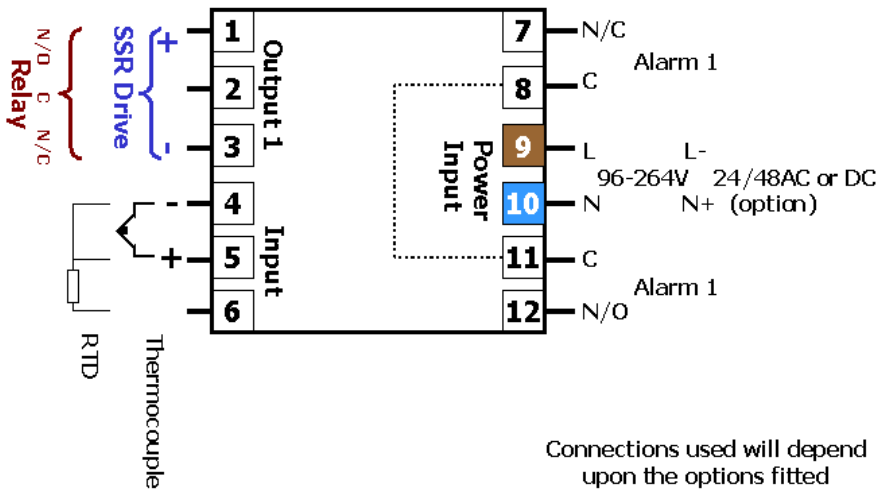 1
2
3
4
5
6
Output 1
Input
+
SSR Drive
-
N/O C N/C
Relay
-
+
RTD
Thermocouple
7
8
9
10
11
12
Power
Input
N/C
Alarm 1
C
L L-
96-264V 24/48AC or DC
N N+ (option)
C
Alarm 1
N/O
Connections used will depend
upon the options fitted